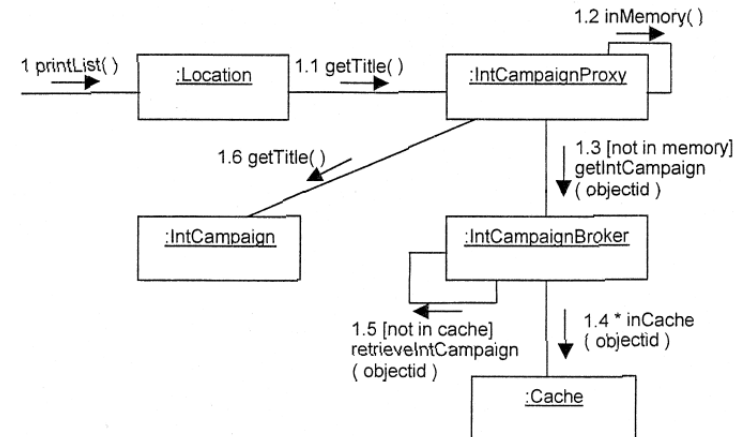 1.2 inMemory( )
1 printList( )
:Location
1.1 getTitle( )
:IntCampaignProxy
1.6 getTitle( )
1.3 [not in memory]
getIntCampaign
( objectid )
:IntCampaign
:IntCampaignBroker
1.5 [not in cache]
retrieveIntCampaign
( objectid )
1.4 * inCache
( objectid )
:Cache